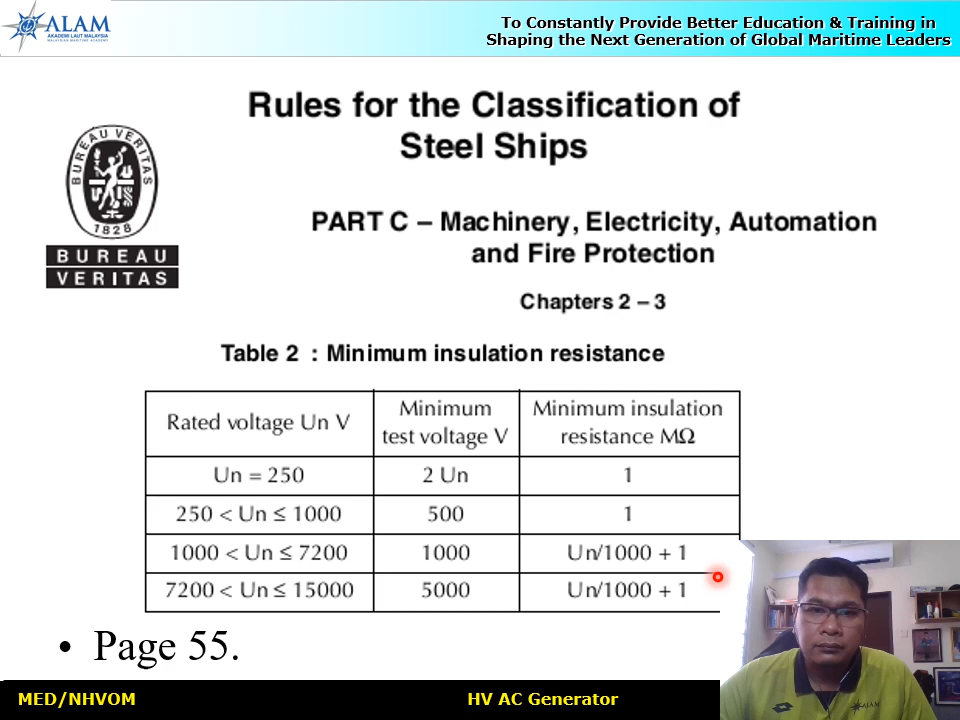 ALAM
AKADEMI LAUT MALAYSIA
MALAYSIAN MARITIME ACADEMY
To Constantly Provide Better Education & Training in
Shaping the Next Generation of Global Maritime Leaders
Rules for the Classification of
Steel Ships
BUREAU VERITAS
1828
BUREAU
VERITAS
PART C – Machinery, Electricity, Automation
and Fire Protection
Chapters 2 – 3
Table 2 : Minimum insulation resistance
Rated voltage Un V
Minimum
test voltage V
Minimum insulation
resistance MΩ
Un = 250 2 Un 1
250 < Un ≤ 1000 500 1
1000 < Un ≤ 7200 1000 Un/1000 + 1
7200 < Un ≤ 15000 5000 Un/1000 + 1
• Page 55.
MED/NHVOM
HV AC Generator
ALAM